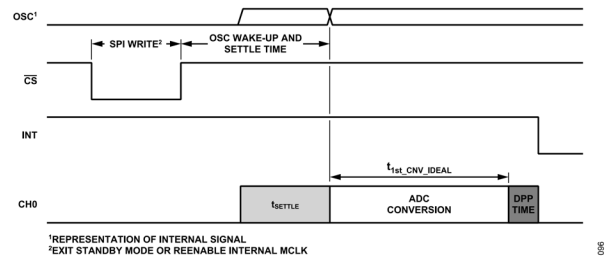 OSC¹
SPI WRITE²
OSC WAKE-UP AND
SETTLE TIME
CS
INT
t1st_CNV_IDEAL
CH0
tSETTLE
ADC
CONVERSION
DPP
TIME
¹REPRESENTATION OF INTERNAL SIGNAL
²EXIT STANDBY MODE OR REENABLE INTERNAL MCLK
096